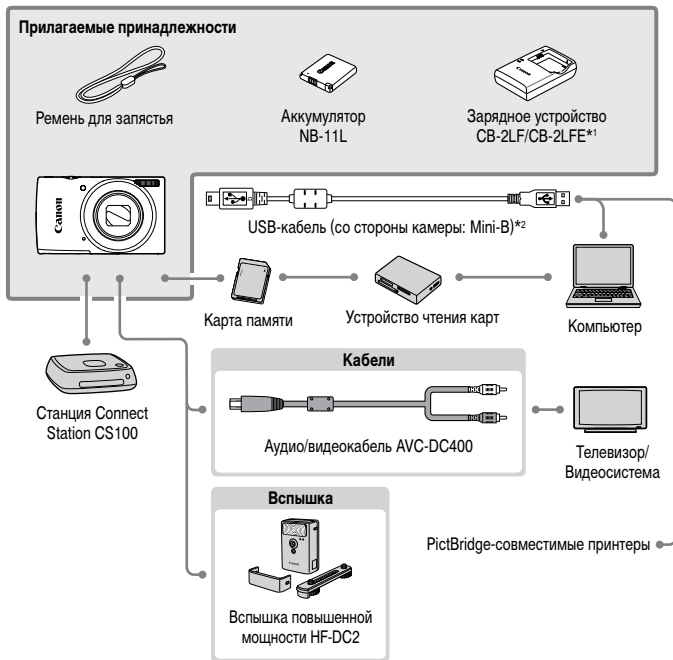 Прилагаемые принадлежности
Ремень для запястья
Аккумулятор
NB-11L
Зарядное устройство
CB-2LF/CB-2LFE*1
Canon
USB-кабель (со стороны камеры: Mini-B)*2
Карта памяти
Устройство чтения карт
Компьютер
Станция Connect
Station CS100
Кабели
Аудио/видеокабель AVC-DC400
Телевизор/
Видеосистема
Вспышка
PictBridge-совместимые принтеры
Вспышка повышенной
мощности HF-DC2